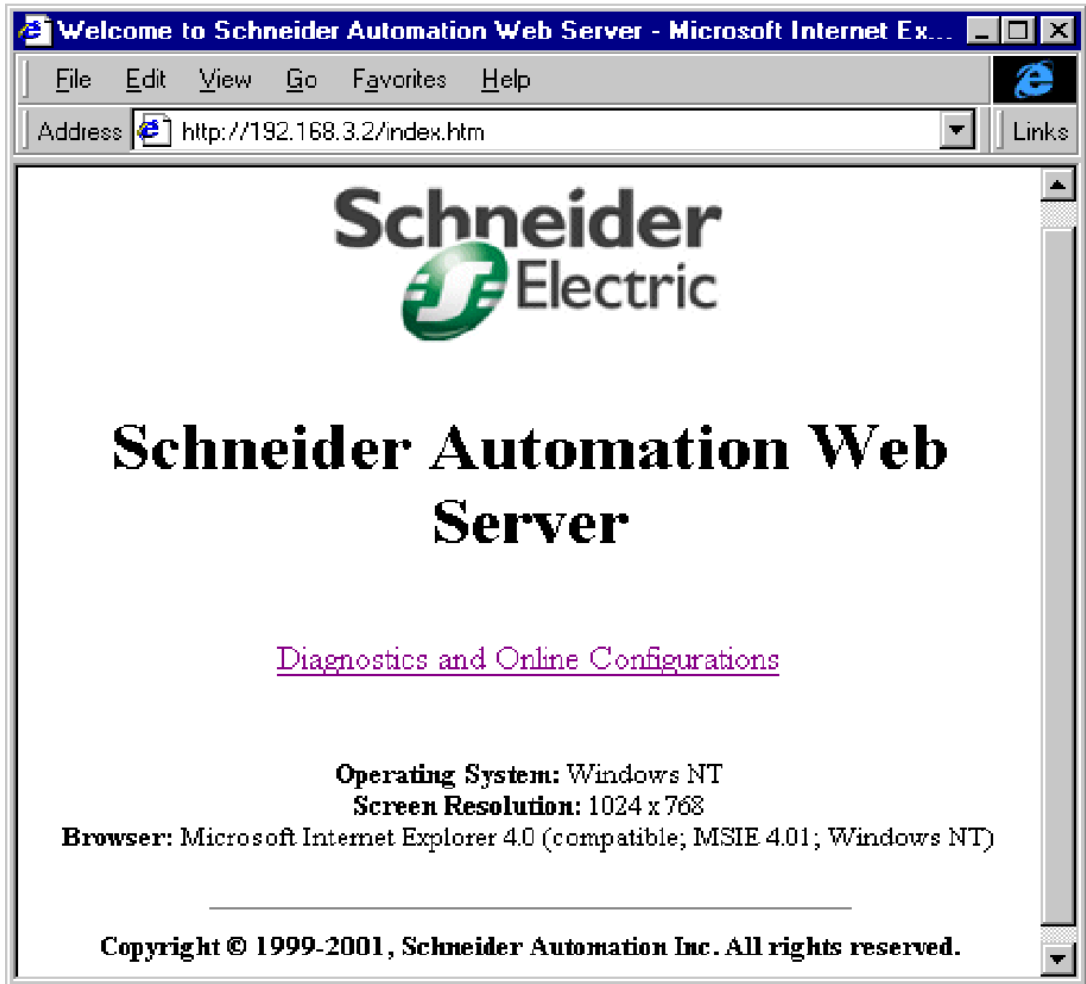 Welcome to Schneider Automation Web Server - Microsoft Internet Ex...
File Edit View Go Favorites Help
Address http://192.168.3.2/index.htm Links
Schneider
Electric
Schneider Automation Web
Server
Diagnostics and Online Configurations
Operating System: Windows NT
Screen Resolution: 1024 x 768
Browser: Microsoft Internet Explorer 4.0 (compatible; MSIE 4.01; Windows NT)
Copyright © 1999-2001, Schneider Automation Inc. All rights reserved.